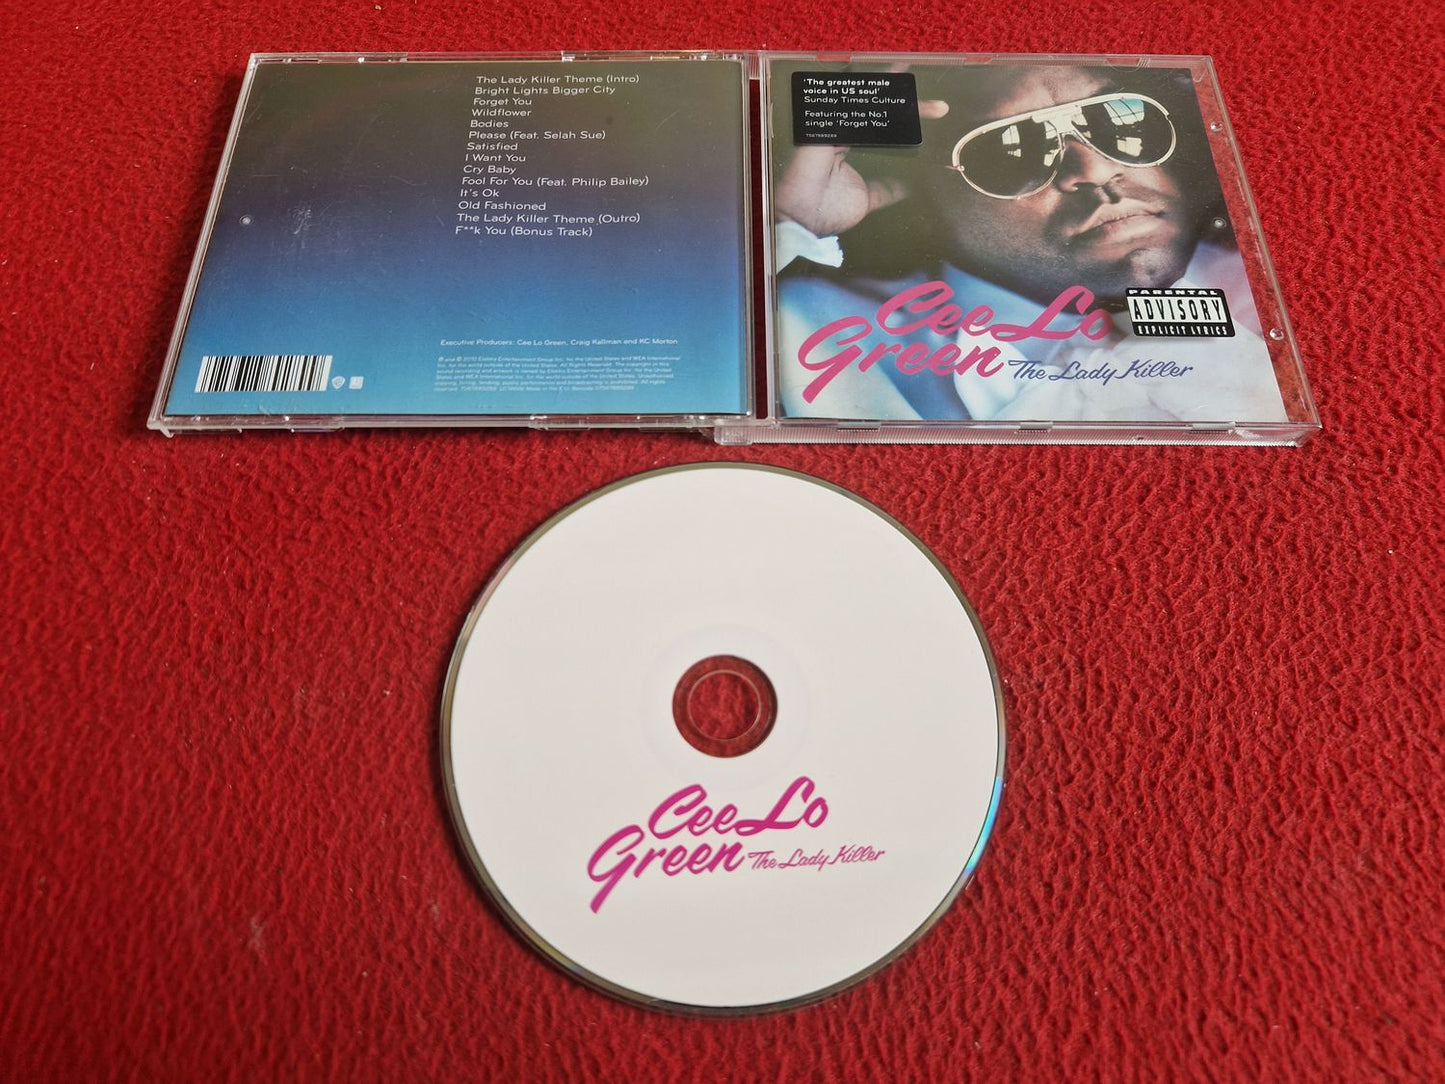 The Lady Killer Theme (Intro)
Bright Lights Bigger City
Forget You
Wildflower
Bodies
Please (Feat. Selah Sue)
Satisfied
I Want You
Cry Baby
Fool For You (Feat. Philip Bailey)
It's Ok
Old Fashioned
The Lady Killer Theme (Outro)
F**k You (Bonus Track)
Executive Producers: Cee Lo Green, Craig Kallman and KC Morton
'The greatest male
voice in US soul'
Sunday Times Culture
Featuring the No.1
single 'Forget You'
CeeLo
Green The Lady Killer
PARENTAL
ADVISORY
EXPLICIT LYRICS
CeeLo
Green The Lady Killer